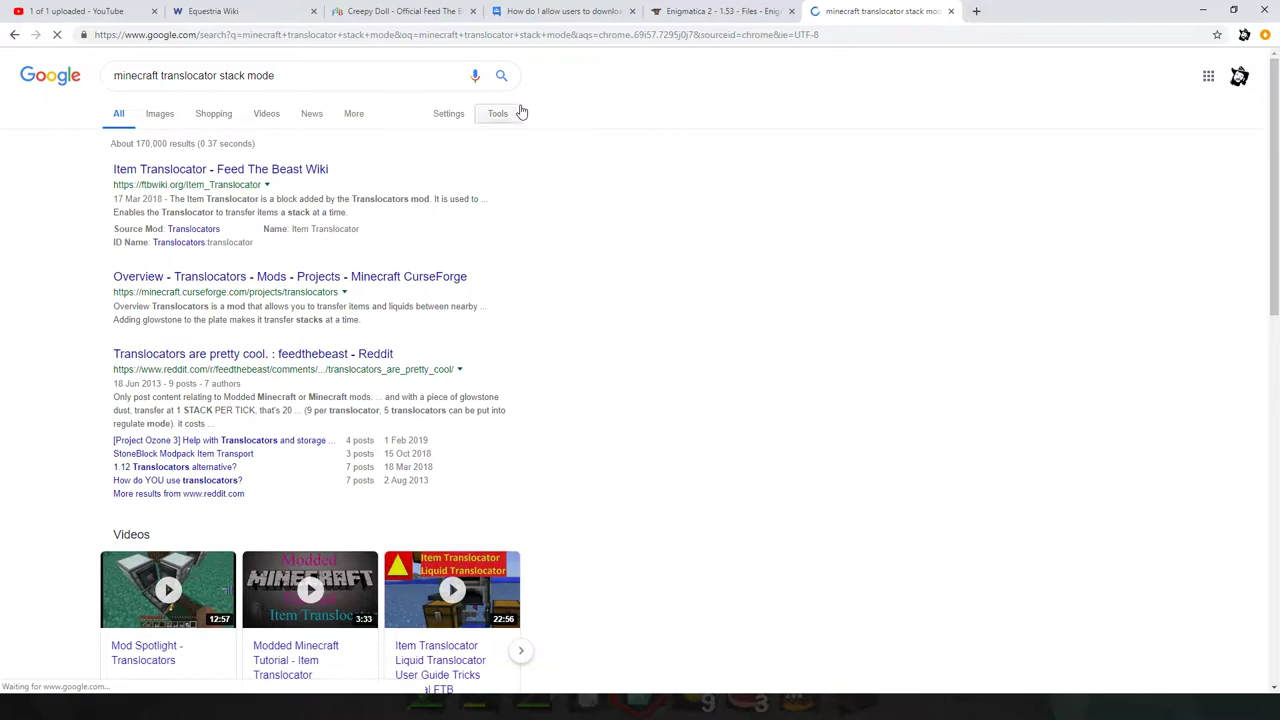 1 of 1 uploaded - YouTube
Equestria Wiki
Creepy Doll - Official Feed The B
How do I allow users to downloa
Enigmatica 2 - 1.53 - Files - Enig
minecraft translocator stack mod
https://www.google.com/search?q=minecraft+translocator+stack+mode&oq=minecraft+translocator+stack+mode&aqs=chrome..69i57.7295j0j7&sourceid=chrome&ie=UTF-8
Google
minecraft translocator stack mode
All
Images
Shopping
Videos
News
More
Settings
Tools
About 170,000 results (0.37 seconds)
Item Translocator - Feed The Beast Wiki
https://ftbwiki.org/Item_Translocator
17 Mar 2018 - The Item Translocator is a block added by the Translocators mod. It is used to ...
Enables the Translocator to transfer items a stack at a time.
Source Mod: Translocators
Name: Item Translocator
ID Name: Translocators:translocator
Overview - Translocators - Mods - Projects - Minecraft CurseForge
https://minecraft.curseforge.com/projects/translocators
Overview Translocators is a mod that allows you to transfer items and liquids between nearby ...
Adding glowstone to the plate makes it transfer stacks at a time.
Translocators are pretty cool. : feedthebeast - Reddit
https://www.reddit.com/r/feedthebeast/comments/.../translocators_are_pretty_cool/
18 Jun 2013 - 9 posts - 7 authors
Only post content relating to Modded Minecraft or Minecraft mods. ... and with a piece of glowstone
dust, transfer at 1 STACK PER TICK, that's 20 ... (9 per translocator, 5 translocators can be put into
regulate mode). it costs ...
[Project Ozone 3] Help with Translocators and storage ...
4 posts
1 Feb 2019
StoneBlock Modpack Item Transport
3 posts
15 Oct 2018
1.12 Translocators alternative?
7 posts
18 Mar 2018
How do YOU use translocators?
7 posts
2 Aug 2013
More results from www.reddit.com
Videos
12:57
Modded
MINECRAFT
Item Transloc
3:33
Item Translocator
Liquid Translocator
22:56
Mod Spotlight -
Translocators
Modded Minecraft
Tutorial - Item
Translocator
Item Translocator
Liquid Translocator
User Guide Tricks
al FTB
Waiting for www.google.com...
9
3